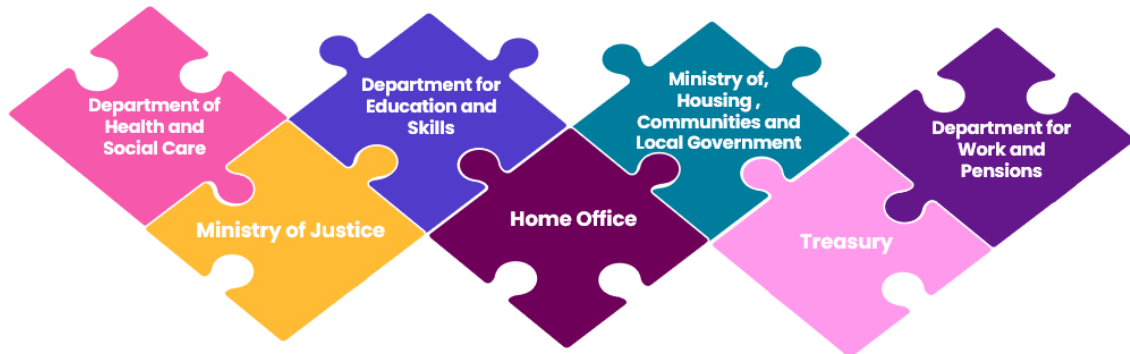 Department of
Health and
Social Care
Department for
Education and
Skills
Ministry of,
Housing ,
Communities and
Local Government
Department for
Work and
Pensions
Ministry of Justice
Home Office
Treasury